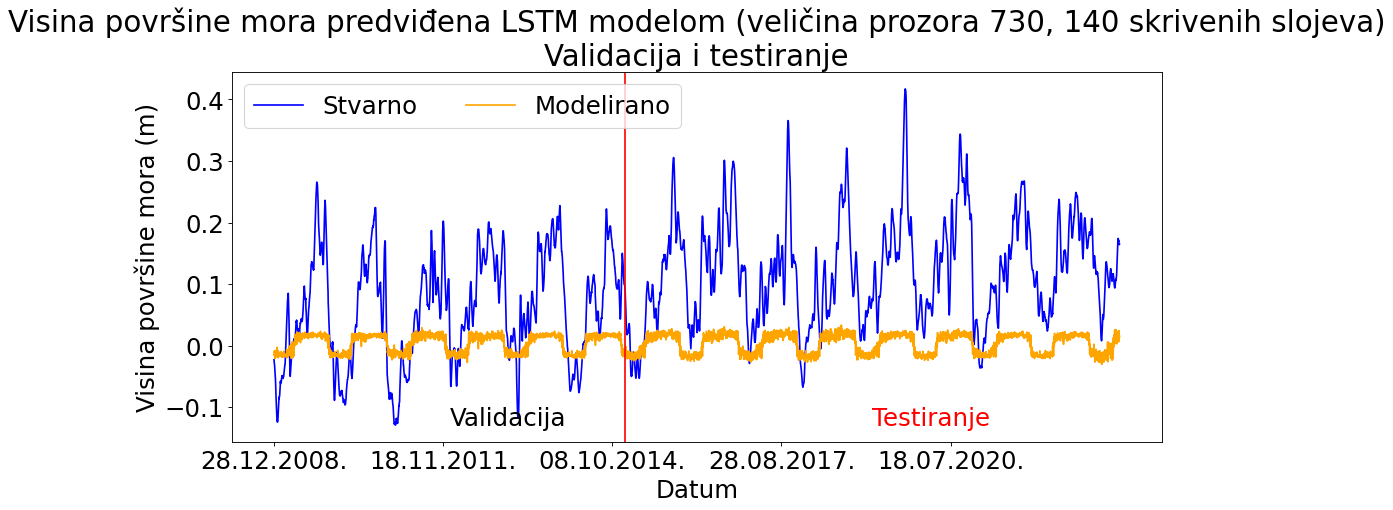 Visina površine mora predviđena LSTM modelom (veličina prozora 730, 140 skrivenih slojeva)
Validacija i testiranje
Stvarno Modelirano
Visina površine mora (m)
0.4
0.3
0.2
0.1
0.0
−0.1
Validacija Testiranje
28.12.2008. 18.11.2011. 08.10.2014. 28.08.2017. 18.07.2020.
Datum